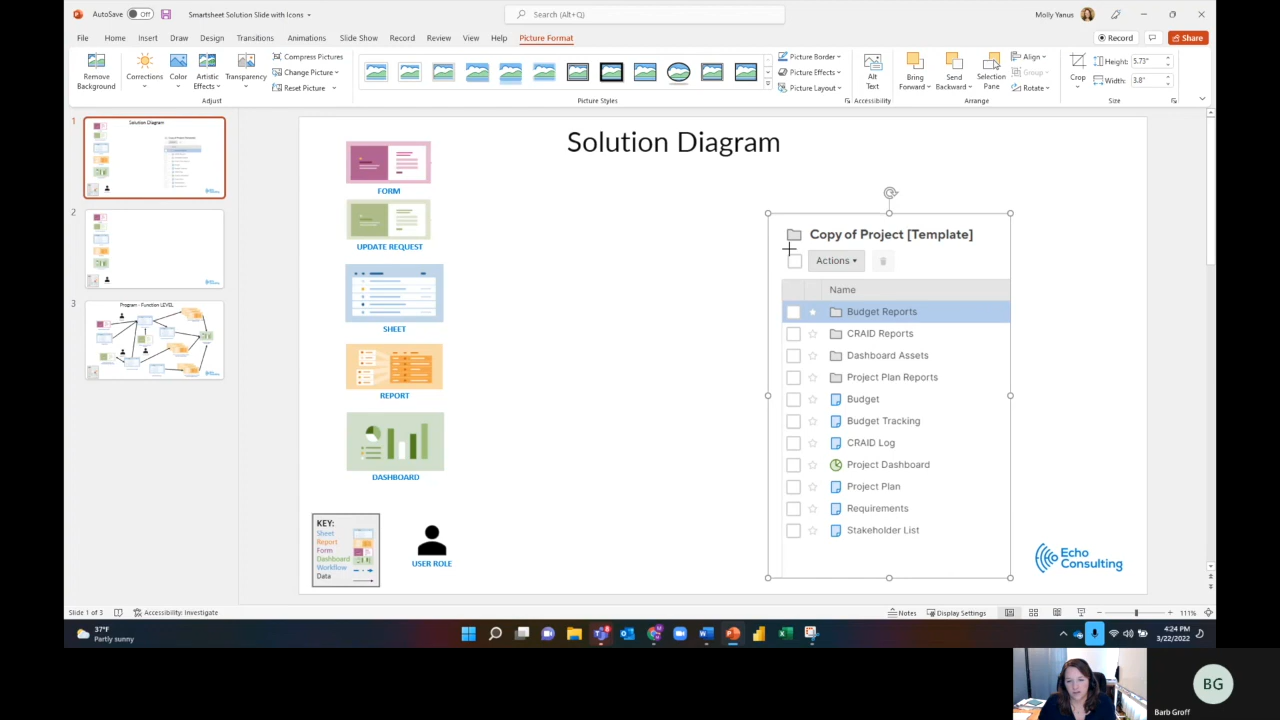 AutoSave Off Smartsheet Solution Slide with Icons Search (Alt+Q) Molly Yanus
File Home Insert Draw Design Transitions Animations Slide Show Record Review View Help Picture Format Record Share
Remove Background
Corrections
Color
Artistic Effects
Transparency
Compress Pictures
Change Picture
Reset Picture
Adjust
Picture Styles
Picture Border
Picture Effects
Picture Layout
Alt Text
Accessibility
Bring Forward
Send Backward
Selection Pane
Align
Group
Rotate
Arrange
Crop
Height: 5.73"
Width: 3.8"
Size
1
Solution Diagram
2
3
Program - Function LEVEL
Solution Diagram
FORM
UPDATE REQUEST
SHEET
REPORT
DASHBOARD
KEY:
Sheet
Report
Form
Dashboard
Workflow
Data
USER ROLE
Copy of Project [Template]
Actions
Name
Budget Reports
CRAID Reports
Dashboard Assets
Project Plan Reports
Budget
Budget Tracking
CRAID Log
Project Dashboard
Project Plan
Requirements
Stakeholder List
Echo
Consulting
Slide 1 of 3 Accessibility: Investigate Notes Display Settings 111%
37°F
Partly sunny
4:24 PM
3/22/2022
BG
Barb Groff